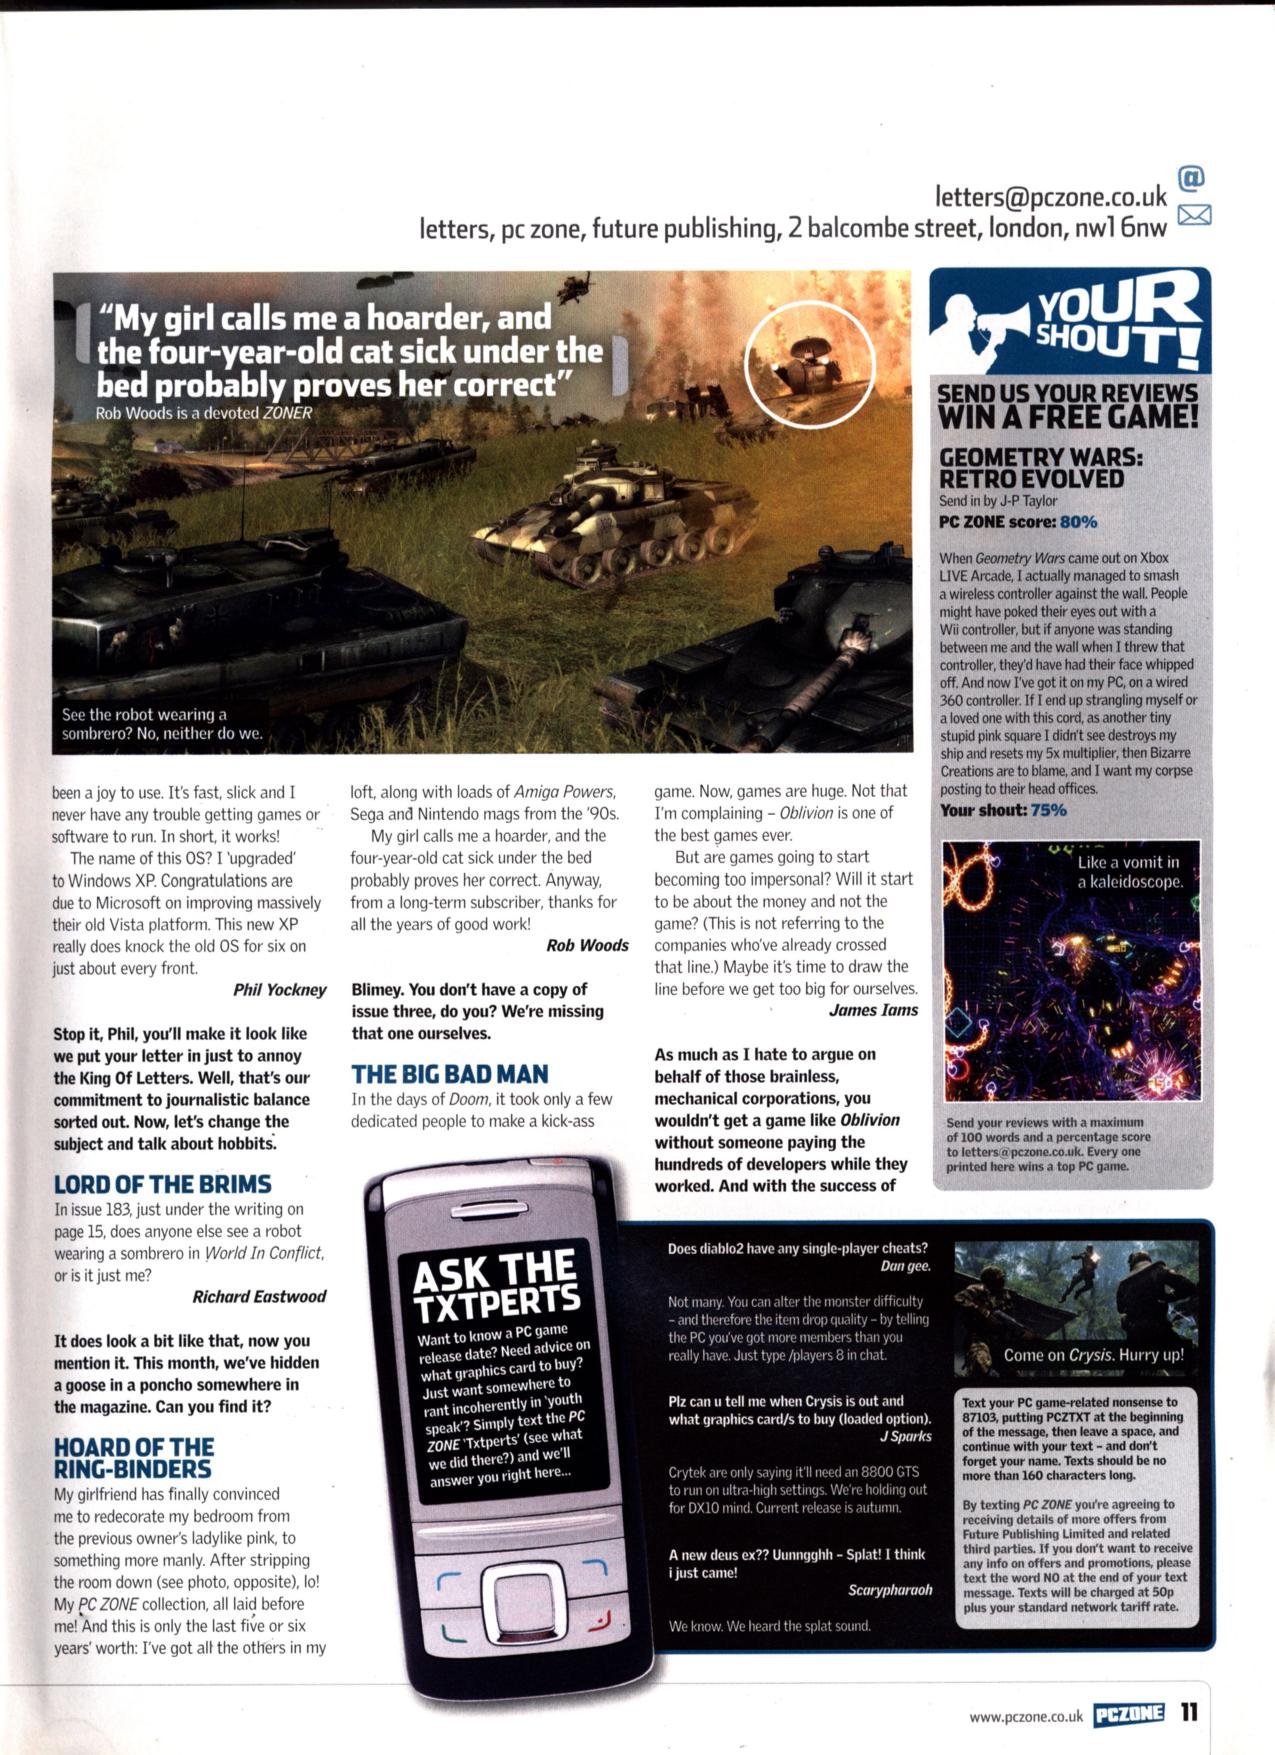 letters@pczone.co.uk
letters, pc zone, future publishing, 2 balcombe street, london, nw1 6nw
"My girl calls me a hoarder, and
the four-year-old cat sick under the
bed probably proves her correct"
Rob Woods is a devoted ZONER
See the robot wearing a
sombrero? No, neither do we.
been a joy to use. It's fast, slick and I
never have any trouble getting games or
software to run. In short, it works!
The name of this OS? I 'upgraded'
to Windows XP. Congratulations are
due to Microsoft on improving massively
their old Vista platform. This new XP
really does knock the old OS for six on
just about every front.
Phil Yockney
Stop it, Phil, you'll make it look like
we put your letter in just to annoy
the King Of Letters. Well, that's our
commitment to journalistic balance
sorted out. Now, let's change the
subject and talk about hobbits.
LORD OF THE BRIMS
In issue 183, just under the writing on
page 15, does anyone else see a robot
wearing a sombrero in World In Conflict,
or is it just me?
Richard Eastwood
It does look a bit like that, now you
mention it. This month, we've hidden
a goose in a poncho somewhere in
the magazine. Can you find it?
HOARD OF THE
RING-BINDERS
My girlfriend has finally convinced
me to redecorate my bedroom from
the previous owner's ladylike pink, to
something more manly. After stripping
the room down (see photo, opposite), lo!
My PC ZONE collection, all laid before
me! And this is only the last five or six
years' worth: I've got all the others in my
loft, along with loads of Amiga Powers,
Sega and Nintendo mags from the '90s.
My girl calls me a hoarder, and the
four-year-old cat sick under the bed
probably proves her correct. Anyway,
from a long-term subscriber, thanks for
all the years of good work!
Rob Woods
Blimey. You don't have a copy of
issue three, do you? We're missing
that one ourselves.
THE BIG BAD MAN
In the days of Doom, it took only a few
dedicated people to make a kick-ass
game. Now, games are huge. Not that
I'm complaining – Oblivion is one of
the best games ever.
But are games going to start
becoming too impersonal? Will it start
to be about the money and not the
game? (This is not referring to the
companies who've already crossed
that line.) Maybe it's time to draw the
line before we get too big for ourselves.
James Iams
As much as I hate to argue on
behalf of those brainless,
mechanical corporations, you
wouldn't get a game like Oblivion
without someone paying the
hundreds of developers while they
worked. And with the success of
YOUR
SHOUT!
SEND US YOUR REVIEWS
WIN A FREE GAME!
GEOMETRY WARS:
RETRO EVOLVED
Send in by J-P Taylor
PC ZONE score: 80%
When Geometry Wars came out on Xbox
LIVE Arcade, I actually managed to smash
a wireless controller against the wall. People
might have poked their eyes out with a
Wii controller, but if anyone was standing
between me and the wall when I threw that
controller, they'd have had their face whipped
off. And now I've got it on my PC, on a wired
360 controller. If I end up strangling myself or
a loved one with this cord, as another tiny
stupid pink square I didn't see destroys my
ship and resets my 5x multiplier, then Bizarre
Creations are to blame, and I want my corpse
posting to their head offices.
Your shout: 75%
Like a vomit in
a kaleidoscope.
Send your reviews with a maximum
of 100 words and a percentage score
to letters@pczone.co.uk. Every one
printed here wins a top PC game.
ASK THE
TXTPERTS
Want to know a PC game
release date? Need advice on
what graphics card to buy?
Just want somewhere to
rant incoherently in 'youth
speak'? Simply text the PC
ZONE 'Txtperts' (see what
we did there?) and we'll
answer you right here...
Does diablo2 have any single-player cheats?
Dan gee.
Not many. You can alter the monster difficulty
– and therefore the item drop quality – by telling
the PC you've got more members than you
really have. Just type /players 8 in chat.
Plz can u tell me when Crysis is out and
what graphics card/s to buy (loaded option).
J Sparks
Crytek are only saying it'll need an 8800 GTS
to run on ultra-high settings. We're holding out
for DX10 mind. Current release is autumn.
A new deus ex?? Uunngghh – Splat! I think
i just came!
Scarypharaoh
We know. We heard the splat sound.
Come on Crysis. Hurry up!
Text your PC game-related nonsense to
87103, putting PCZTXT at the beginning
of the message, then leave a space, and
continue with your text – and don't
forget your name. Texts should be no
more than 160 characters long.
By texting PC ZONE you're agreeing to
receiving details of more offers from
Future Publishing Limited and related
third parties. If you don't want to receive
any info on offers and promotions, please
text the word NO at the end of your text
message. Texts will be charged at 50p
plus your standard network tariff rate.
www.pczone.co.uk PCZONE 11